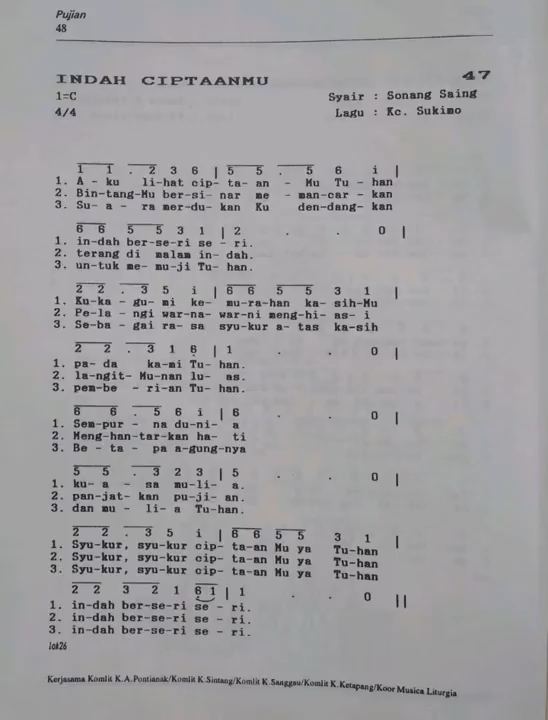 Pujian
48
INDAH CIPTAANMU 47
1=C Syair : Sonang Saing
4/4 Lagu : Kc. Sukimo
1 1 . 2 3 6 | 5 5 . 5 6 i |
1. A - ku li-hat cip- ta- an - Mu Tu - han
2. Bin-tang-Mu ber-si- nar me - man-car - kan
3. Su- a - ra mer-du- kan Ku den-dang- kan
6 6 5 5 3 1 | 2 . . 0 |
1. in-dah ber-se-ri se - ri.
2. terang di malam in- dah.
3. un-tuk me- mu-ji Tu- han.
2 2 . 3 5 i | 6 6 5 5 3 1 |
1. Ku-ka - gu- mi ke- mu-ra-han ka- sih-Mu
2. Pe-la - ngi war-na- war-ni meng-hi- as- i
3. Se-ba - gai ra- sa syu-kur a- tas ka-sih
2 2 . 3 1 6̣ | 1 . . 0 |
1. pa- da ka-mi Tu- han.
2. la-ngit- Mu-nan lu- as.
3. pem-be - ri-an Tu- han.
6 6 . 5 6 i | 6 . . 0 |
1. Sem-pur - na du-ni- a
2. Meng-han-tar-kan ha- ti
3. Be - ta - pa a-gung-nya
5 5 . 3 2 3 | 5 . . 0 |
1. ku- a - sa mu-li- a.
2. pan-jat- kan pu-ji- an.
3. dan mu - li- a Tu-han.
2 2 . 3 5 i | 6 6 5 5 3 1 |
1. Syu-kur, syu-kur cip- ta-an Mu ya Tu-han
2. Syu-kur, syu-kur cip- ta-an Mu ya Tu-han
3. Syu-kur, syu-kur cip- ta-an Mu ya Tu-han
2 2 3 2 1 6 1 | 1 . . 0 ||
1. in-dah ber-se-ri se - ri.
2. in-dah ber-se-ri se - ri.
3. in-dah ber-se-ri se - ri.
lok26
Kerjasama Komlit K.A.Pontianak/Komlit K.Sintang/Komlit K.Sanggau/Komlit K.Ketapang/Koor Musica Liturgia